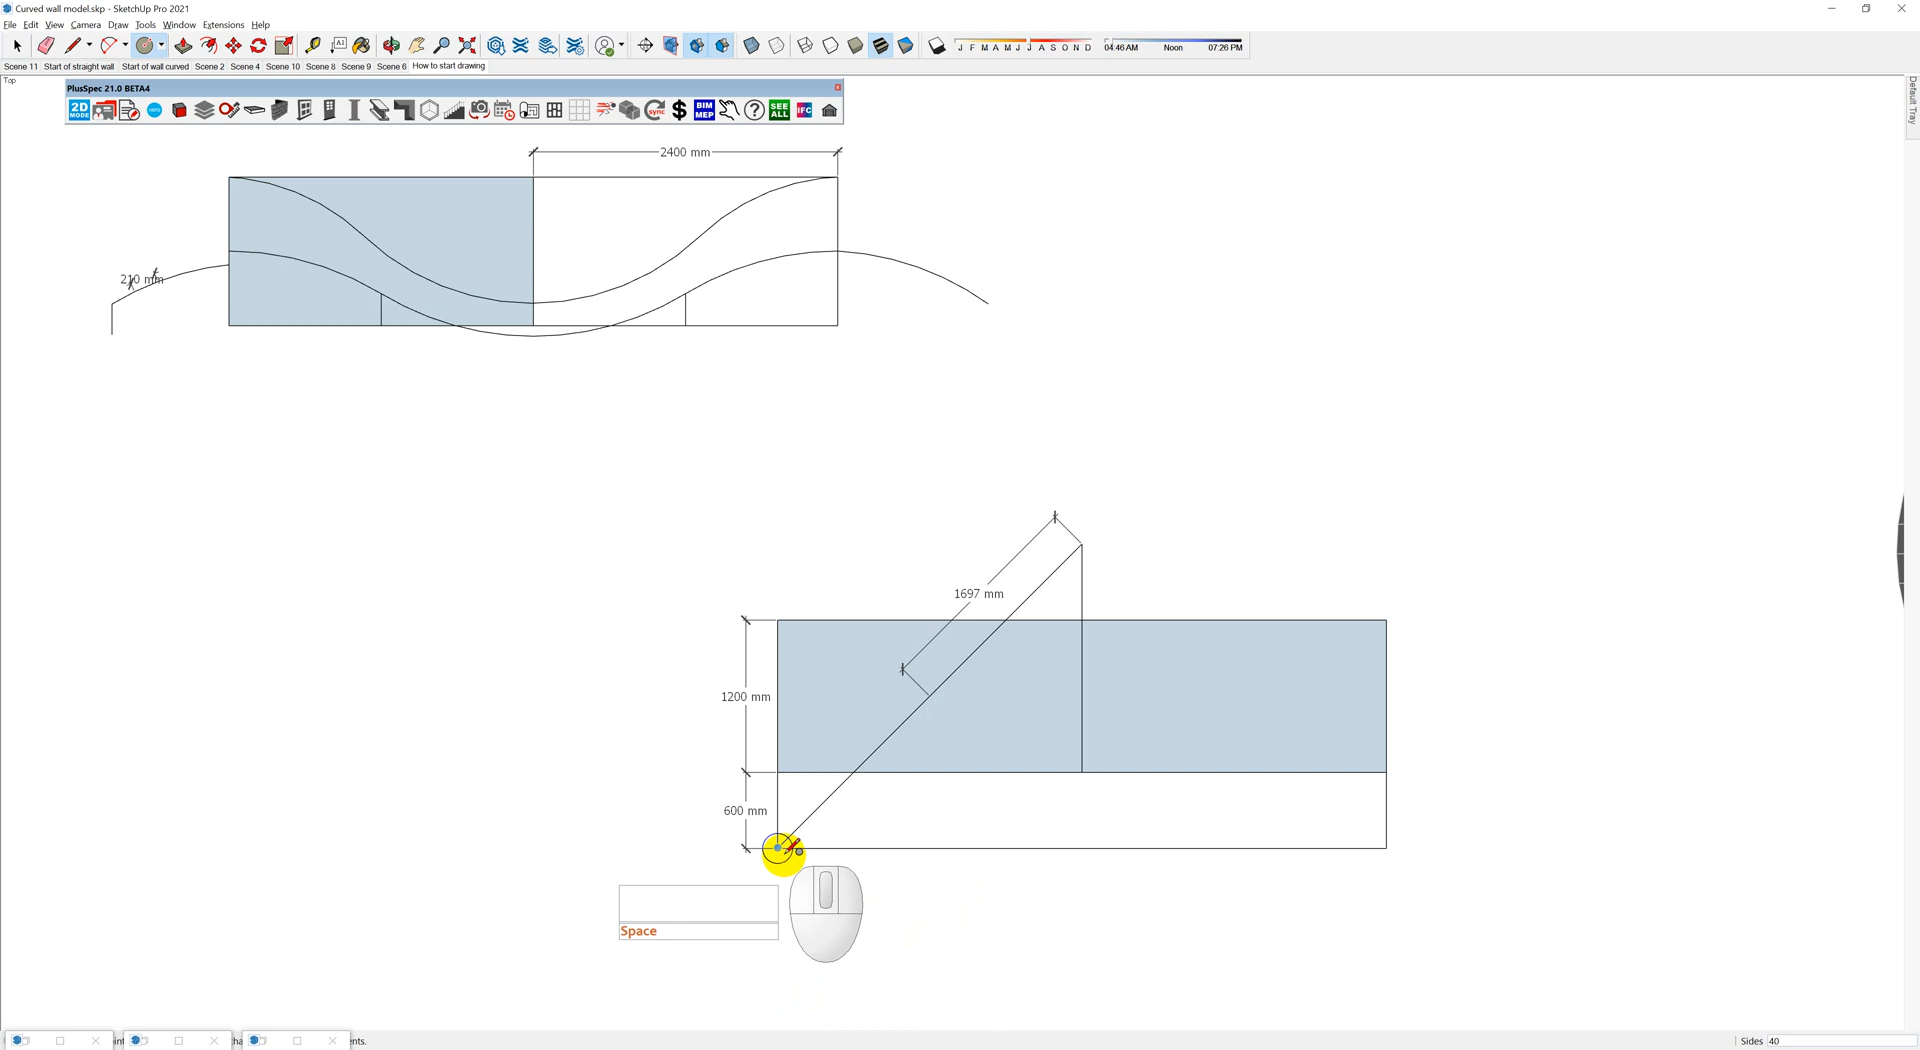 Curved wall model.skp - SketchUp Pro 2021
File Edit View Camera Draw Tools Window Extensions Help
A1
J F M A M J J A S O N D 04:46 AM Noon 07:26 PM
Scene 11 Start of straight wall Start of wall curved Scene 2 Scene 4 Scene 10 Scene 8 Scene 9 Scene 6 How to start drawing
Top
Default Tray
PlusSpec 21.0 BETA4
2D MODE
sync
$
BIM MEP
?
SEE ALL
IFC
2400 mm
210 mm
1697 mm
1200 mm
600 mm
Space
ents.
Sides 40